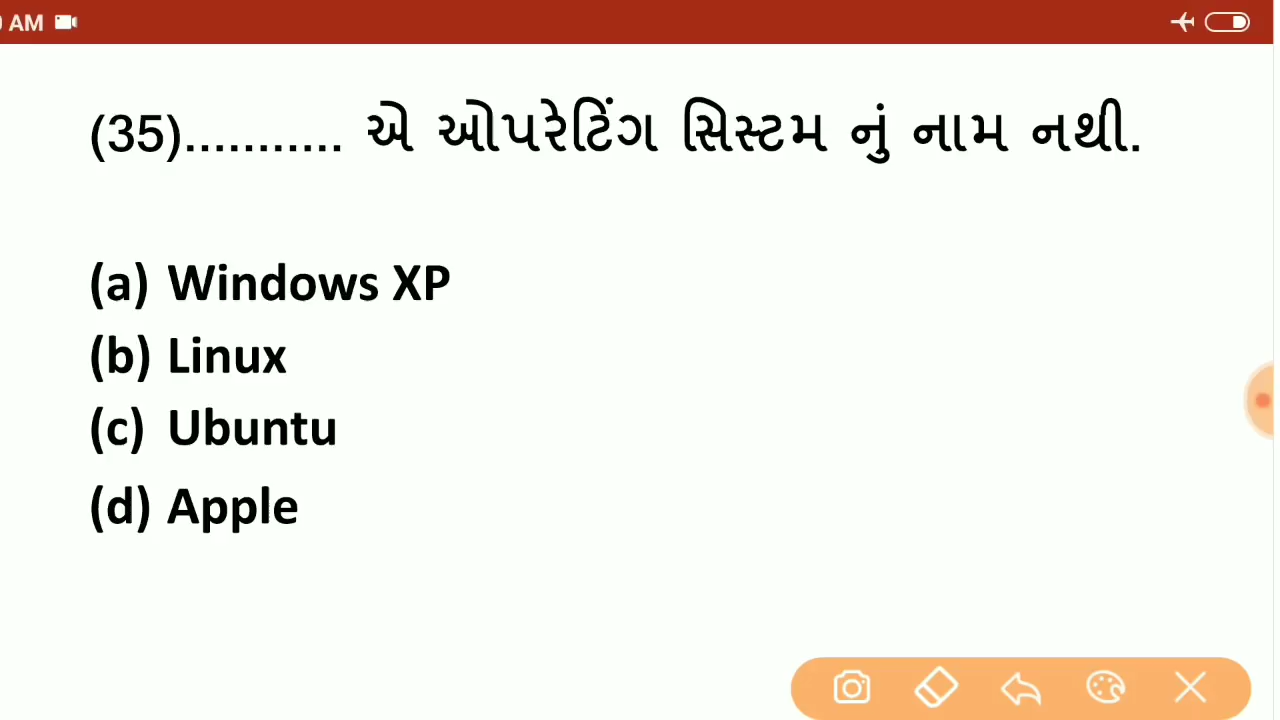 AM
(35)........... એ ઓપરેટિંગ સિસ્ટમ નું નામ નથી.
(a) Windows XP
(b) Linux
(c) Ubuntu
(d) Apple